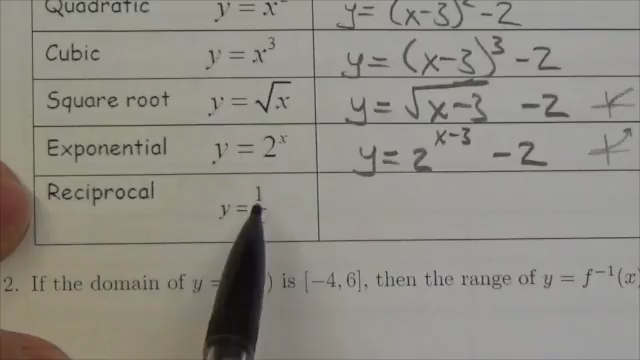 Quadratic y = x² y = (x-3)² -2
Cubic y = x³ y = (x-3)³ -2
Square root y = √x y = √x-3 -2
Exponential y = 2ˣ y = 2ˣ⁻³ -2
Reciprocal y = 1
2. If the domain of y = ) is [−4, 6], then the range of y = f⁻¹(x)